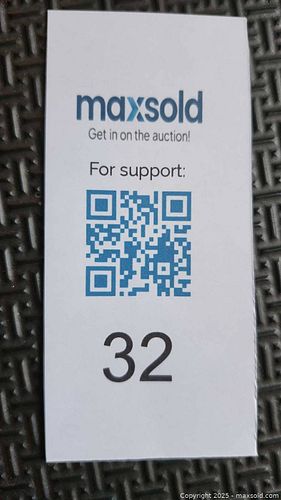 maxsold
Get in on the auction!
For support:
32
Copyright 2025 - maxsold.com